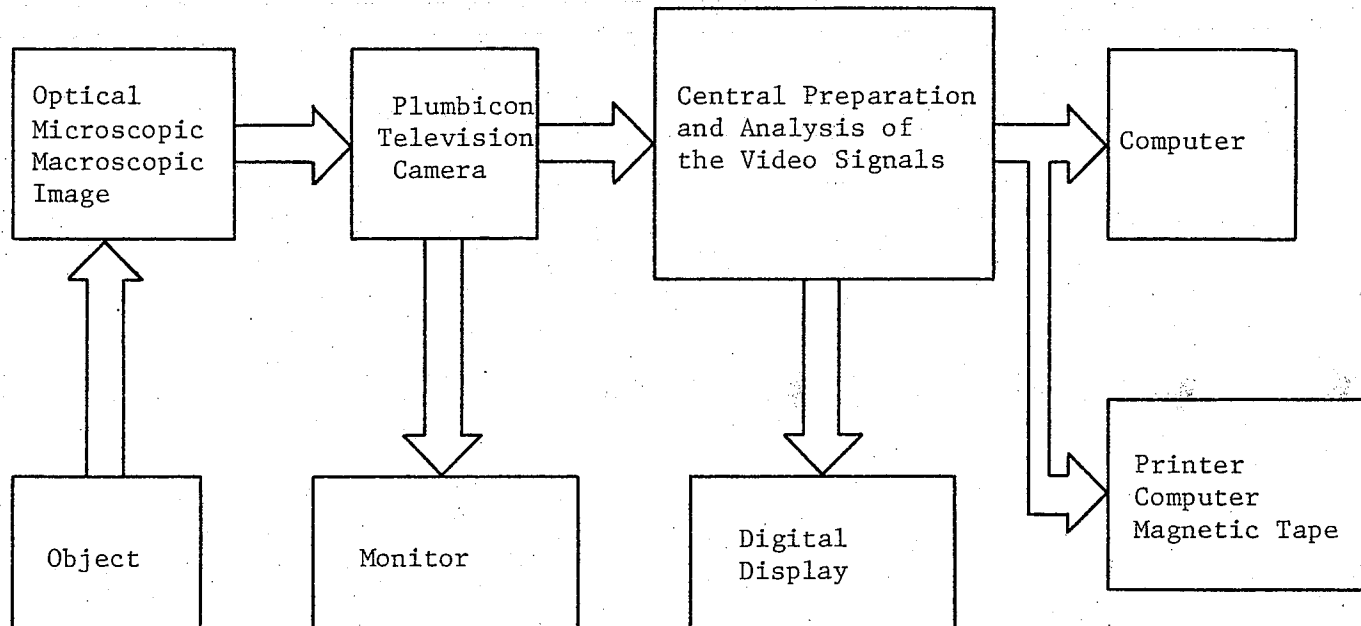 Optical
Microscopic
Macroscopic
Image
Plumbicon
Television
Camera
Central Preparation
and Analysis of
the Video Signals
Computer
Object
Monitor
Digital
Display
Printer
Computer
Magnetic Tape